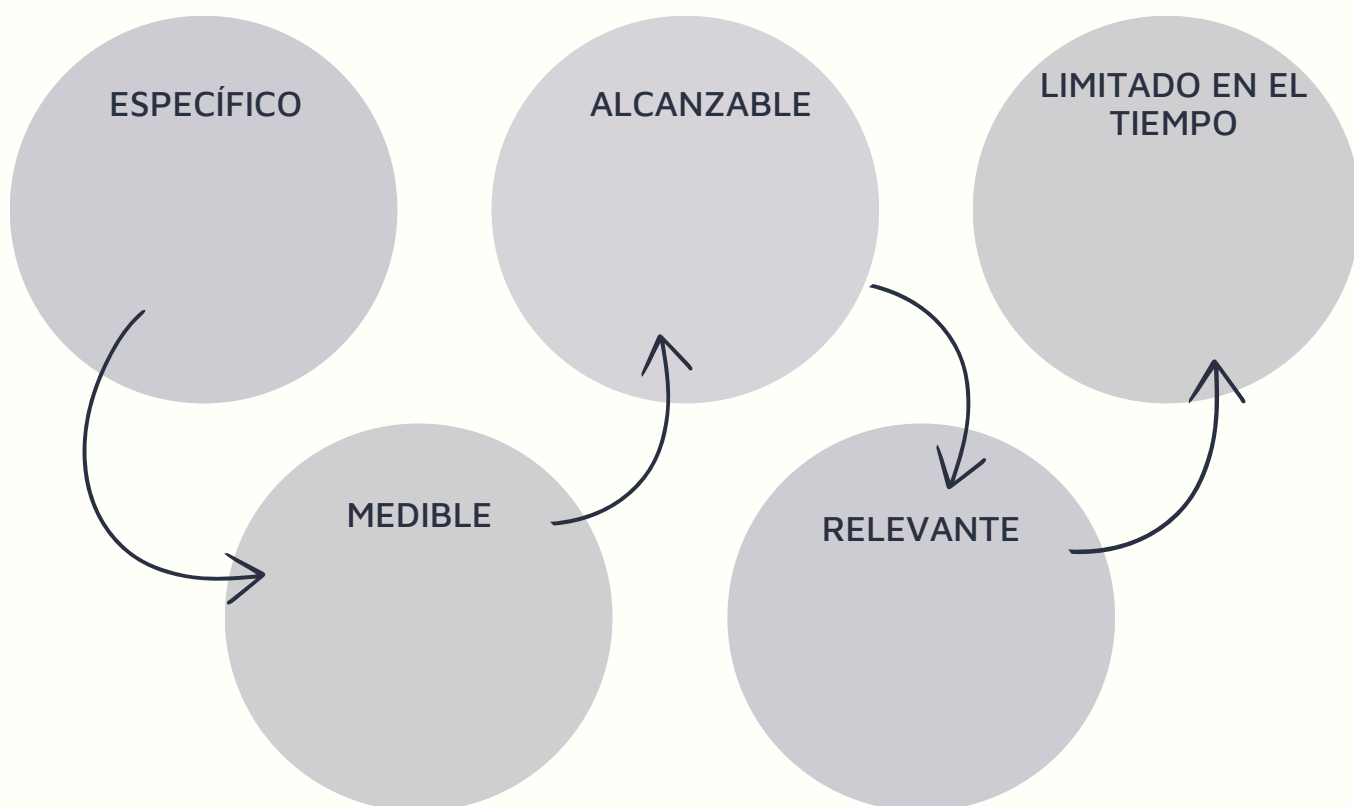 ESPECÍFICO
MEDIBLE
ALCANZABLE
RELEVANTE
LIMITADO EN EL
TIEMPO